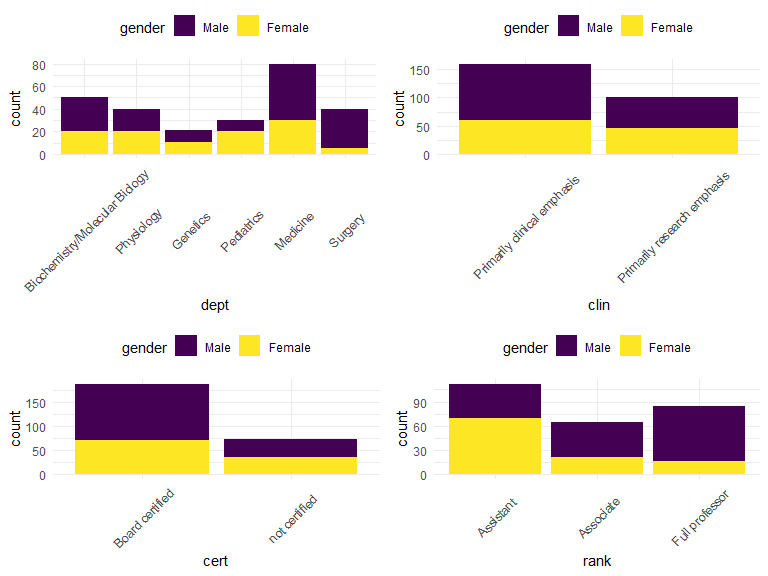 gender Male Female
count
80
60
40
20
0
Biochemistry/Molecular Biology
Physiology
Genetics
Pediatrics
Medicine
Surgery
dept
gender Male Female
count
150
100
50
0
Primarily clinical emphasis
Primarily research emphasis
clin
gender Male Female
count
150
100
50
0
Board certified
not certified
cert
gender Male Female
count
90
60
30
0
Assistant
Associate
Full professor
rank